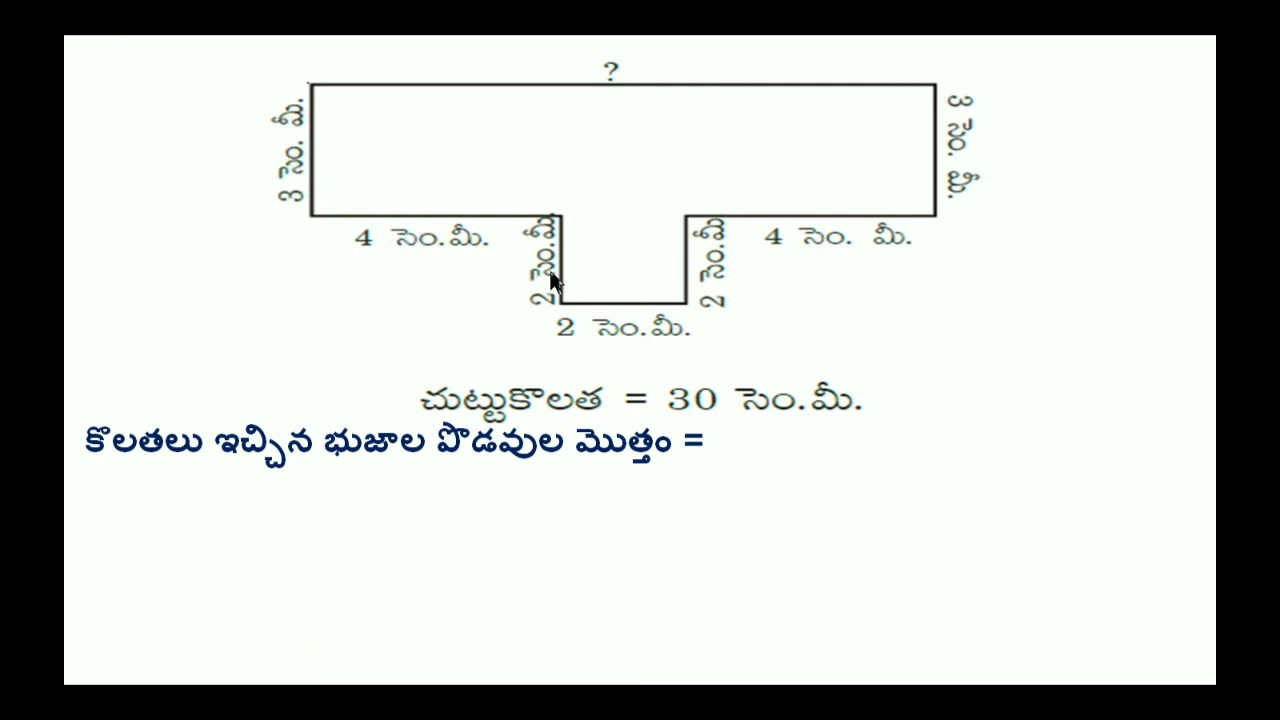 ?
3 సెం. మీ.
3 సెం. మీ.
4 సెం.మీ.
2 సెం.మీ.
2 సెం.మీ
4 సెం. మీ.
2 సెం.మీ.
చుట్టుకొలత = 30 సెం.మీ.
కొలతలు ఇచ్చిన భుజాల పొడవుల మొత్తం =